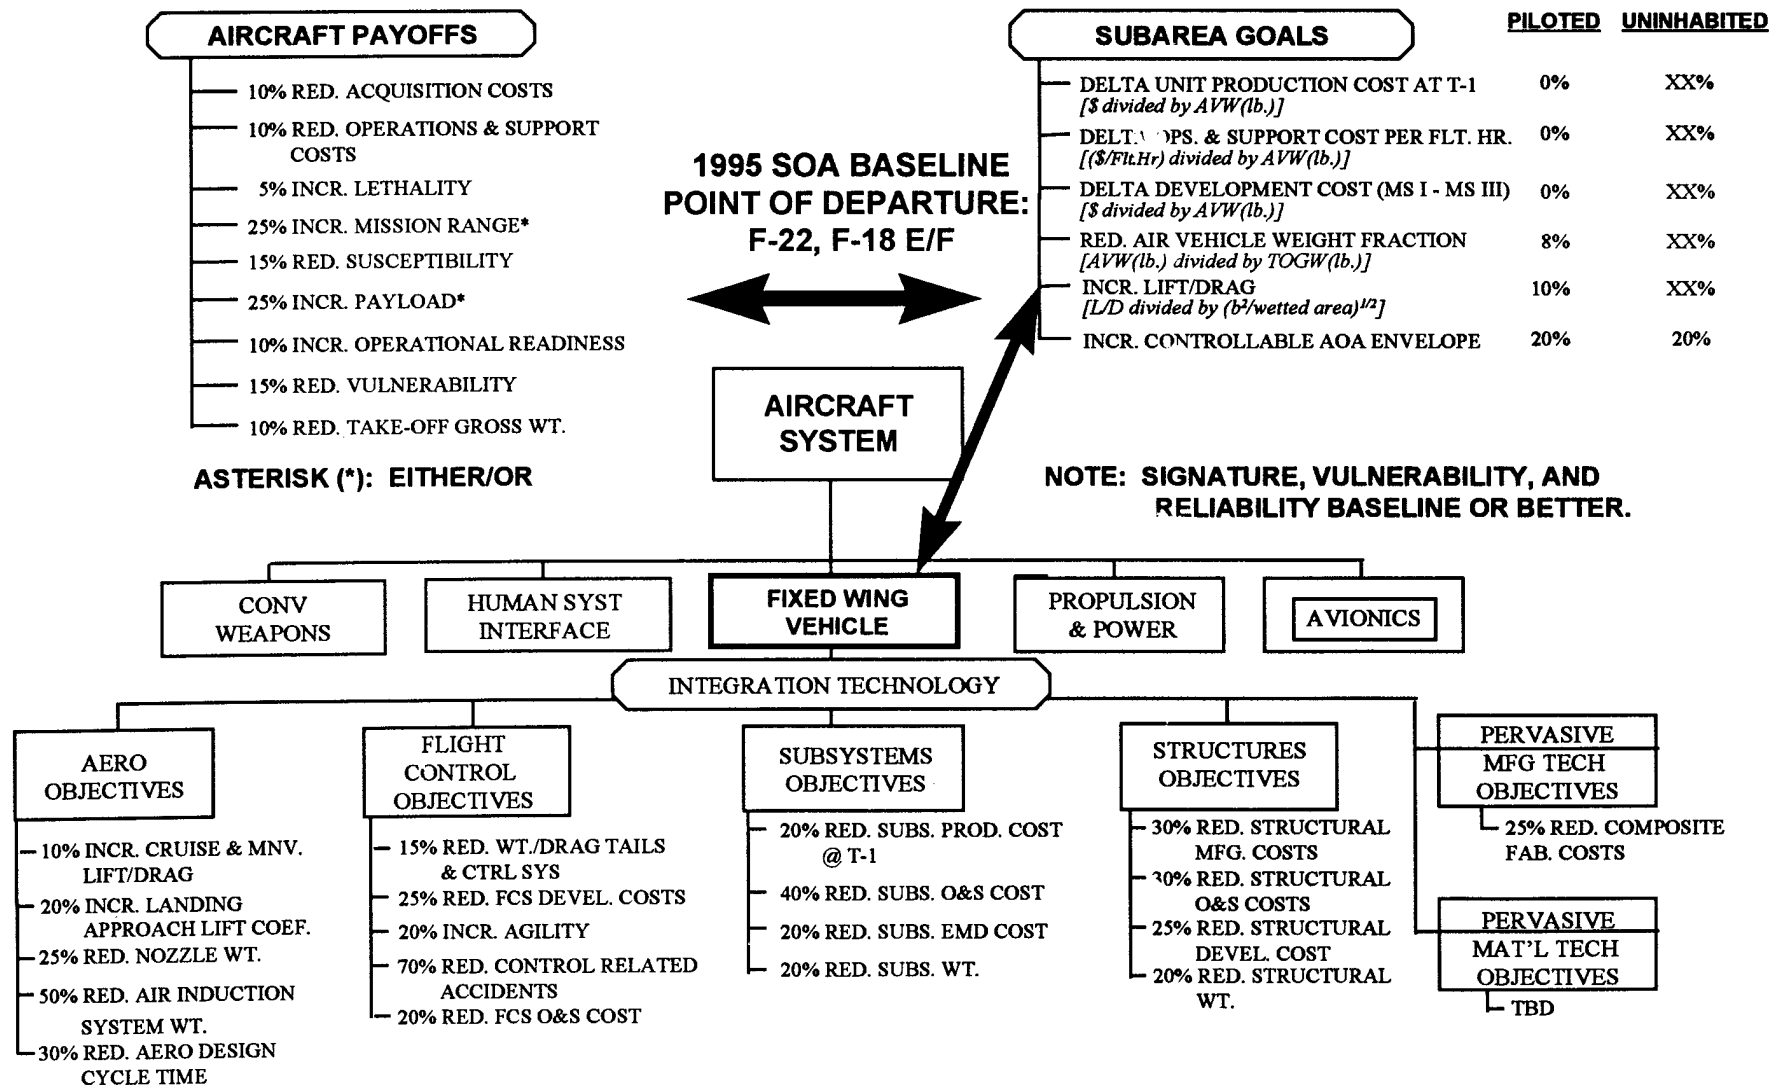 AIRCRAFT PAYOFFS
10% RED. ACQUISITION COSTS
10% RED. OPERATIONS & SUPPORT
COSTS
5% INCR. LETHALITY
25% INCR. MISSION RANGE*
15% RED. SUSCEPTIBILITY
25% INCR. PAYLOAD*
10% INCR. OPERATIONAL READINESS
15% RED. VULNERABILITY
10% RED. TAKE-OFF GROSS WT.
ASTERISK (*): EITHER/OR
1995 SOA BASELINE
POINT OF DEPARTURE:
F-22, F-18 E/F
SUBAREA GOALS PILOTED UNINHABITED
DELTA UNIT PRODUCTION COST AT T-1 0% XX%
[$ divided by AVW(lb.)]
& SUPPORT COST PER FLT. HR. 0% XX%
[($/Flt.Hr) divided by AVW(lb.)]
DELTA DEVELOPMENT COST (MS I - MS III) 0% XX%
[$ divided by AVW(lb.)]
RED. AIR VEHICLE WEIGHT FRACTION 8% XX%
[AVW(lb.) divided by TOGW(lb.)]
INCR. LIFT/DRAG 10% XX%
[L/D divided by (b²/wetted area)^1/2]
INCR. CONTROLLABLE AOA ENVELOPE 20% 20%
NOTE: SIGNATURE, VULNERABILITY, AND
RELIABILITY BASELINE OR BETTER.
AIRCRAFT
SYSTEM
CONV
WEAPONS
HUMAN SYST
INTERFACE
FIXED WING
VEHICLE
PROPULSION
& POWER
AVIONICS
INTEGRATION TECHNOLOGY
AERO
OBJECTIVES
10% INCR. CRUISE & MNV.
LIFT/DRAG
20% INCR. LANDING
APPROACH LIFT COEF.
25% RED. NOZZLE WT.
50% RED. AIR INDUCTION
SYSTEM WT.
30% RED. AERO DESIGN
CYCLE TIME
FLIGHT
CONTROL
OBJECTIVES
15% RED. WT./DRAG TAILS
& CTRL SYS
25% RED. FCS DEVEL. COSTS
20% INCR. AGILITY
70% RED. CONTROL RELATED
ACCIDENTS
20% RED. FCS O&S COST
SUBSYSTEMS
OBJECTIVES
20% RED. SUBS. PROD. COST
@ T-1
40% RED. SUBS. O&S COST
20% RED. SUBS. EMD COST
20% RED. SUBS. WT.
STRUCTURES
OBJECTIVES
30% RED. STRUCTURAL
MFG. COSTS
30% RED. STRUCTURAL
O&S COSTS
25% RED. STRUCTURAL
DEVEL. COST
20% RED. STRUCTURAL
WT.
PERVASIVE
MFG TECH
OBJECTIVES
25% RED. COMPOSITE
FAB. COSTS
PERVASIVE
MAT'L TECH
OBJECTIVES
TBD